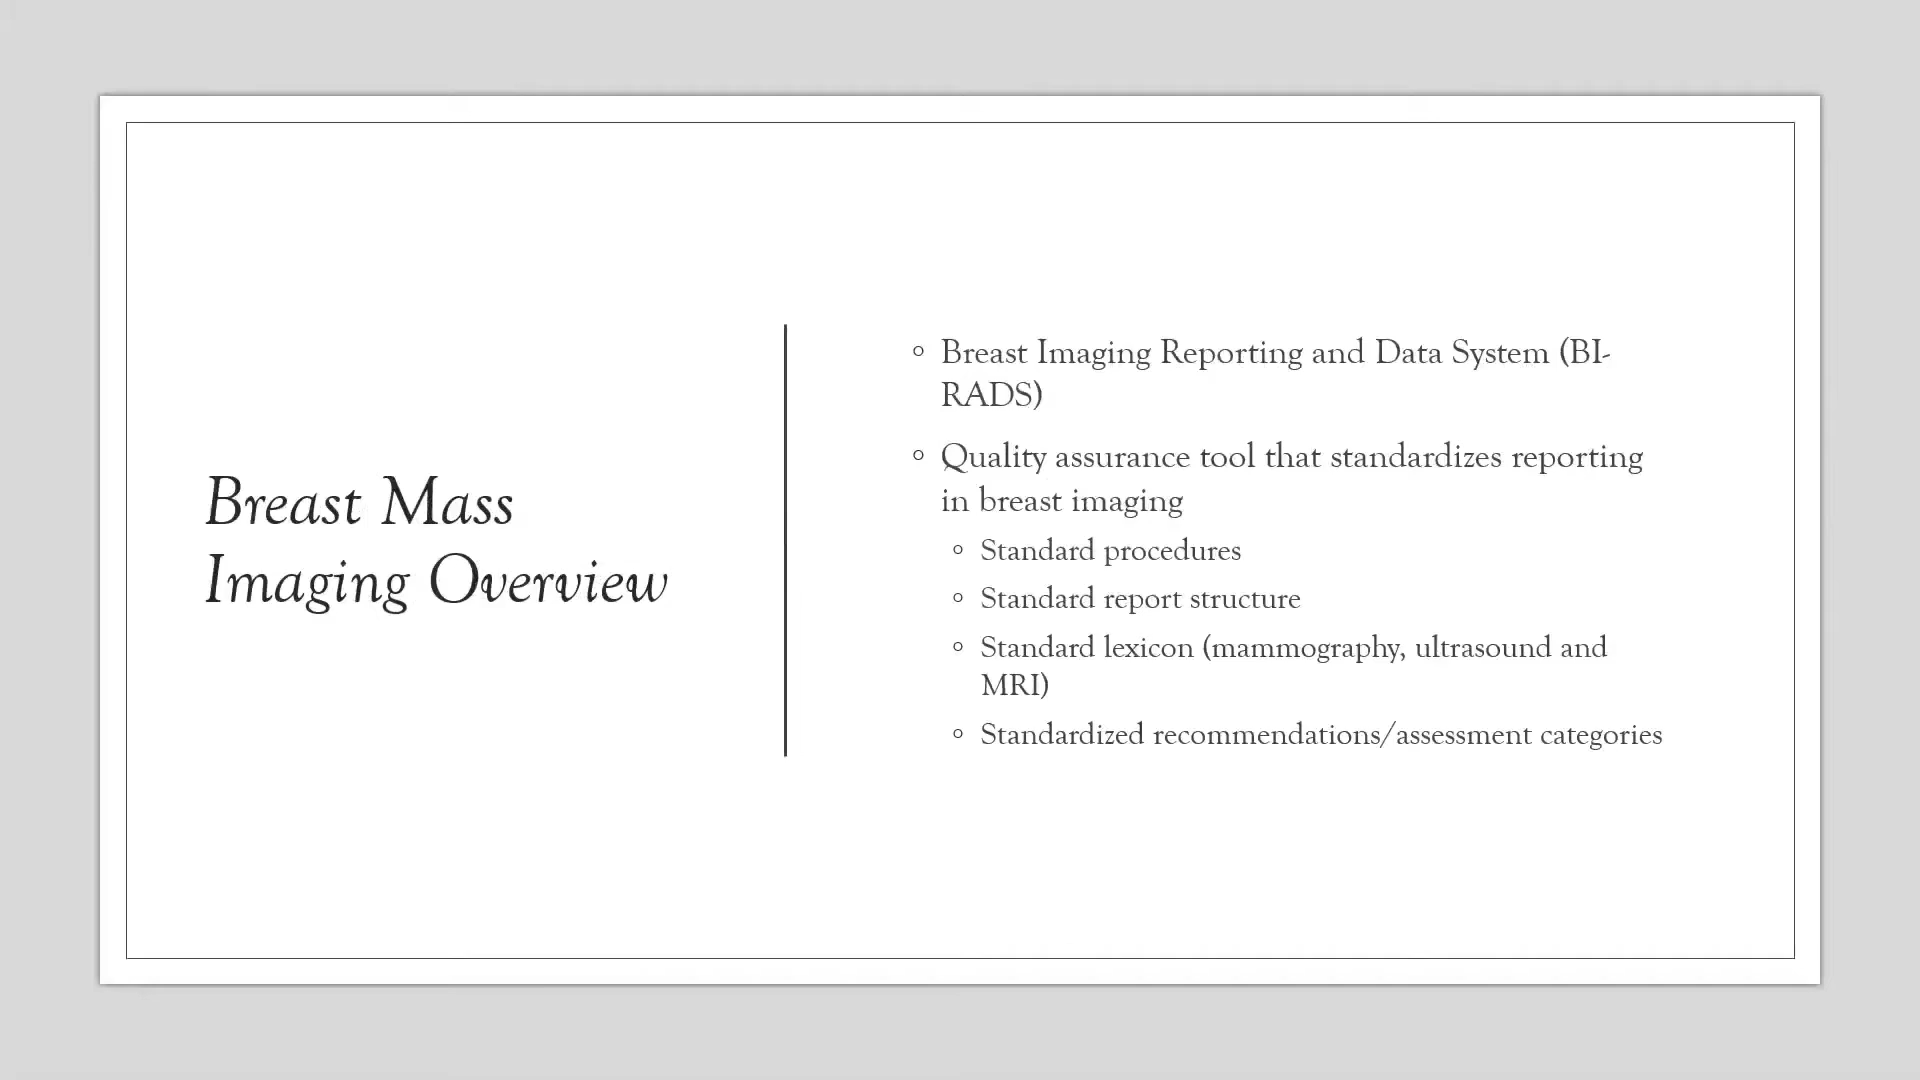 Breast Mass
Imaging Overview
◦ Breast Imaging Reporting and Data System (BI-
RADS)
◦ Quality assurance tool that standardizes reporting
in breast imaging
◦ Standard procedures
◦ Standard report structure
◦ Standard lexicon (mammography, ultrasound and
MRI)
◦ Standardized recommendations/assessment categories